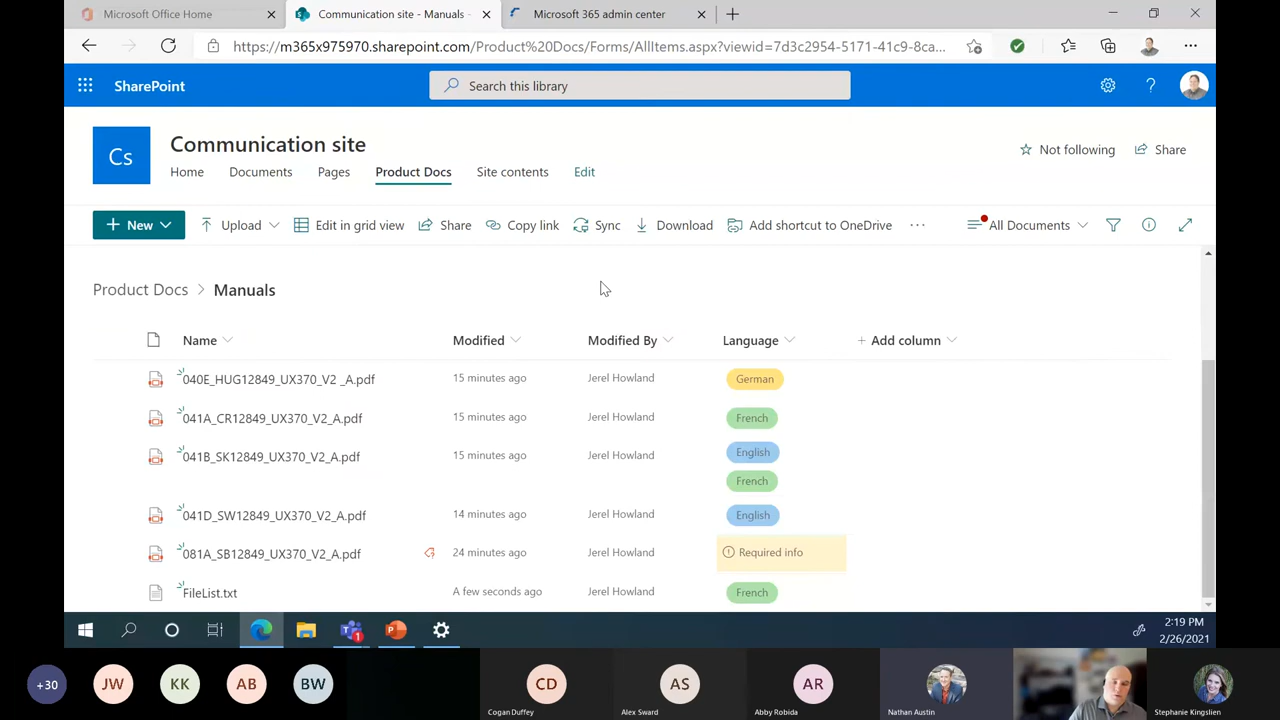 Microsoft Office Home
Communication site - Manuals -
Microsoft 365 admin center
https://m365x975970.sharepoint.com/Product%20Docs/Forms/AllItems.aspx?viewid=7d3c2954-5171-41c9-8ca...
SharePoint
Search this library
Cs
Communication site
Not following
Share
Home
Documents
Pages
Product Docs
Site contents
Edit
New
Upload
Edit in grid view
Share
Copy link
Sync
Download
Add shortcut to OneDrive
All Documents
Product Docs > Manuals
Name
Modified
Modified By
Language
+ Add column
040E_HUG12849_UX370_V2 _A.pdf
15 minutes ago
Jerel Howland
German
041A_CR12849_UX370_V2_A.pdf
15 minutes ago
Jerel Howland
French
041B_SK12849_UX370_V2_A.pdf
15 minutes ago
Jerel Howland
English
French
041D_SW12849_UX370_V2_A.pdf
14 minutes ago
Jerel Howland
English
081A_SB12849_UX370_V2_A.pdf
24 minutes ago
Jerel Howland
Required info
FileList.txt
A few seconds ago
Jerel Howland
French
1
2:19 PM
2/26/2021
+30
JW
KK
AB
BW
CD
Cogan Duffey
AS
Alex Sward
AR
Abby Robida
Nathan Austin
Stephanie Kingslien